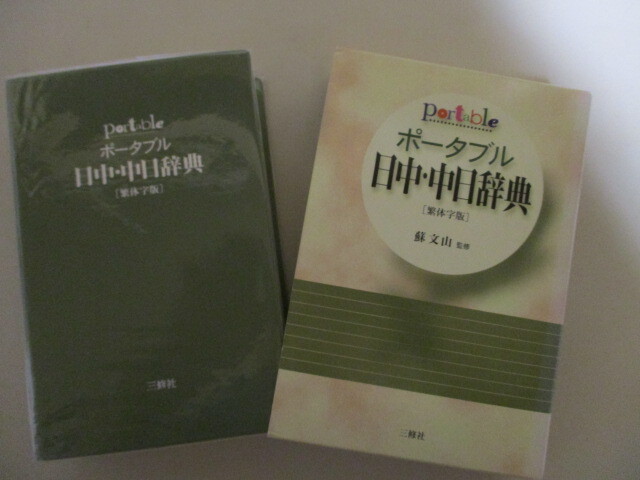 portable
ポータブル
日中・中日辞典
[繁体字版]
三修社
portable
ポータブル
日中・中日辞典
[繁体字版]
蘇文山 監修
三修社